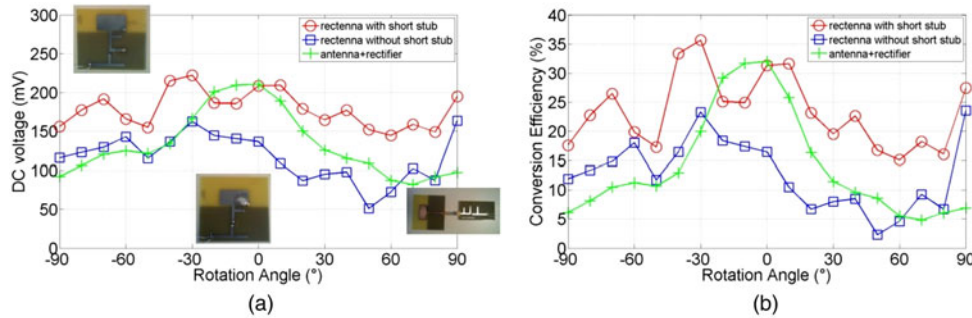 300
250
200
150
100
50
0
DC voltage (mV)
-90
-60
-30
0
30
60
90
Rotation Angle (°)
rectenna with short stub
rectenna without short stub
antenna+rectifier
(a)
40
35
30
25
20
15
10
5
0
Conversion Efficiency (%)
-90
-60
-30
0
30
60
90
Rotation Angle (°)
rectenna with short stub
rectenna without short stub
antenna+rectifier
(b)